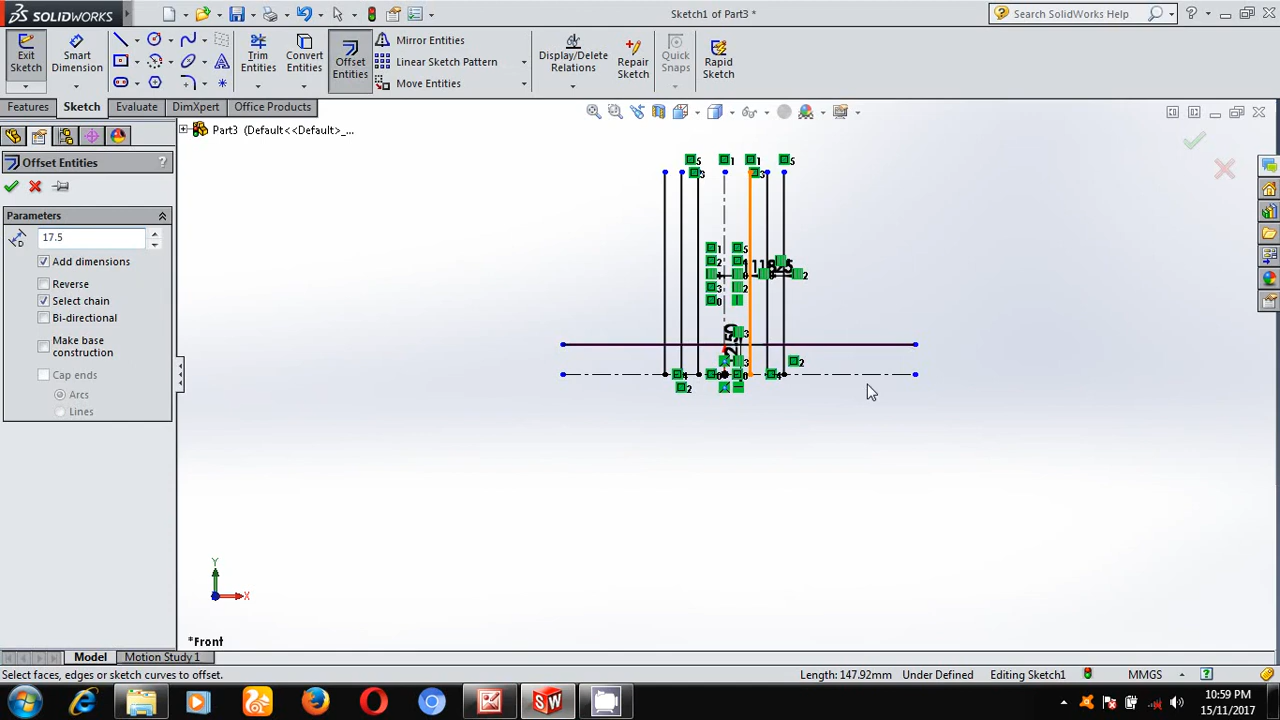 SOLIDWORKS
Sketch1 of Part3 *
Search SolidWorks Help
Exit Sketch
Smart Dimension
Trim Entities
Convert Entities
Offset Entities
Mirror Entities
Linear Sketch Pattern
Move Entities
Display/Delete Relations
Repair Sketch
Quick Snaps
Rapid Sketch
Features
Sketch
Evaluate
DimXpert
Office Products
Part3 (Default<<Default>_...
Offset Entities
?
Parameters
17.5
Add dimensions
Reverse
Select chain
Bi-directional
Make base construction
Cap ends
Arcs
Lines
Y
X
*Front
Model
Motion Study 1
Select faces, edges or sketch curves to offset.
Length: 147.92mm
Under Defined
Editing Sketch1
MMGS
10:59 PM
15/11/2017